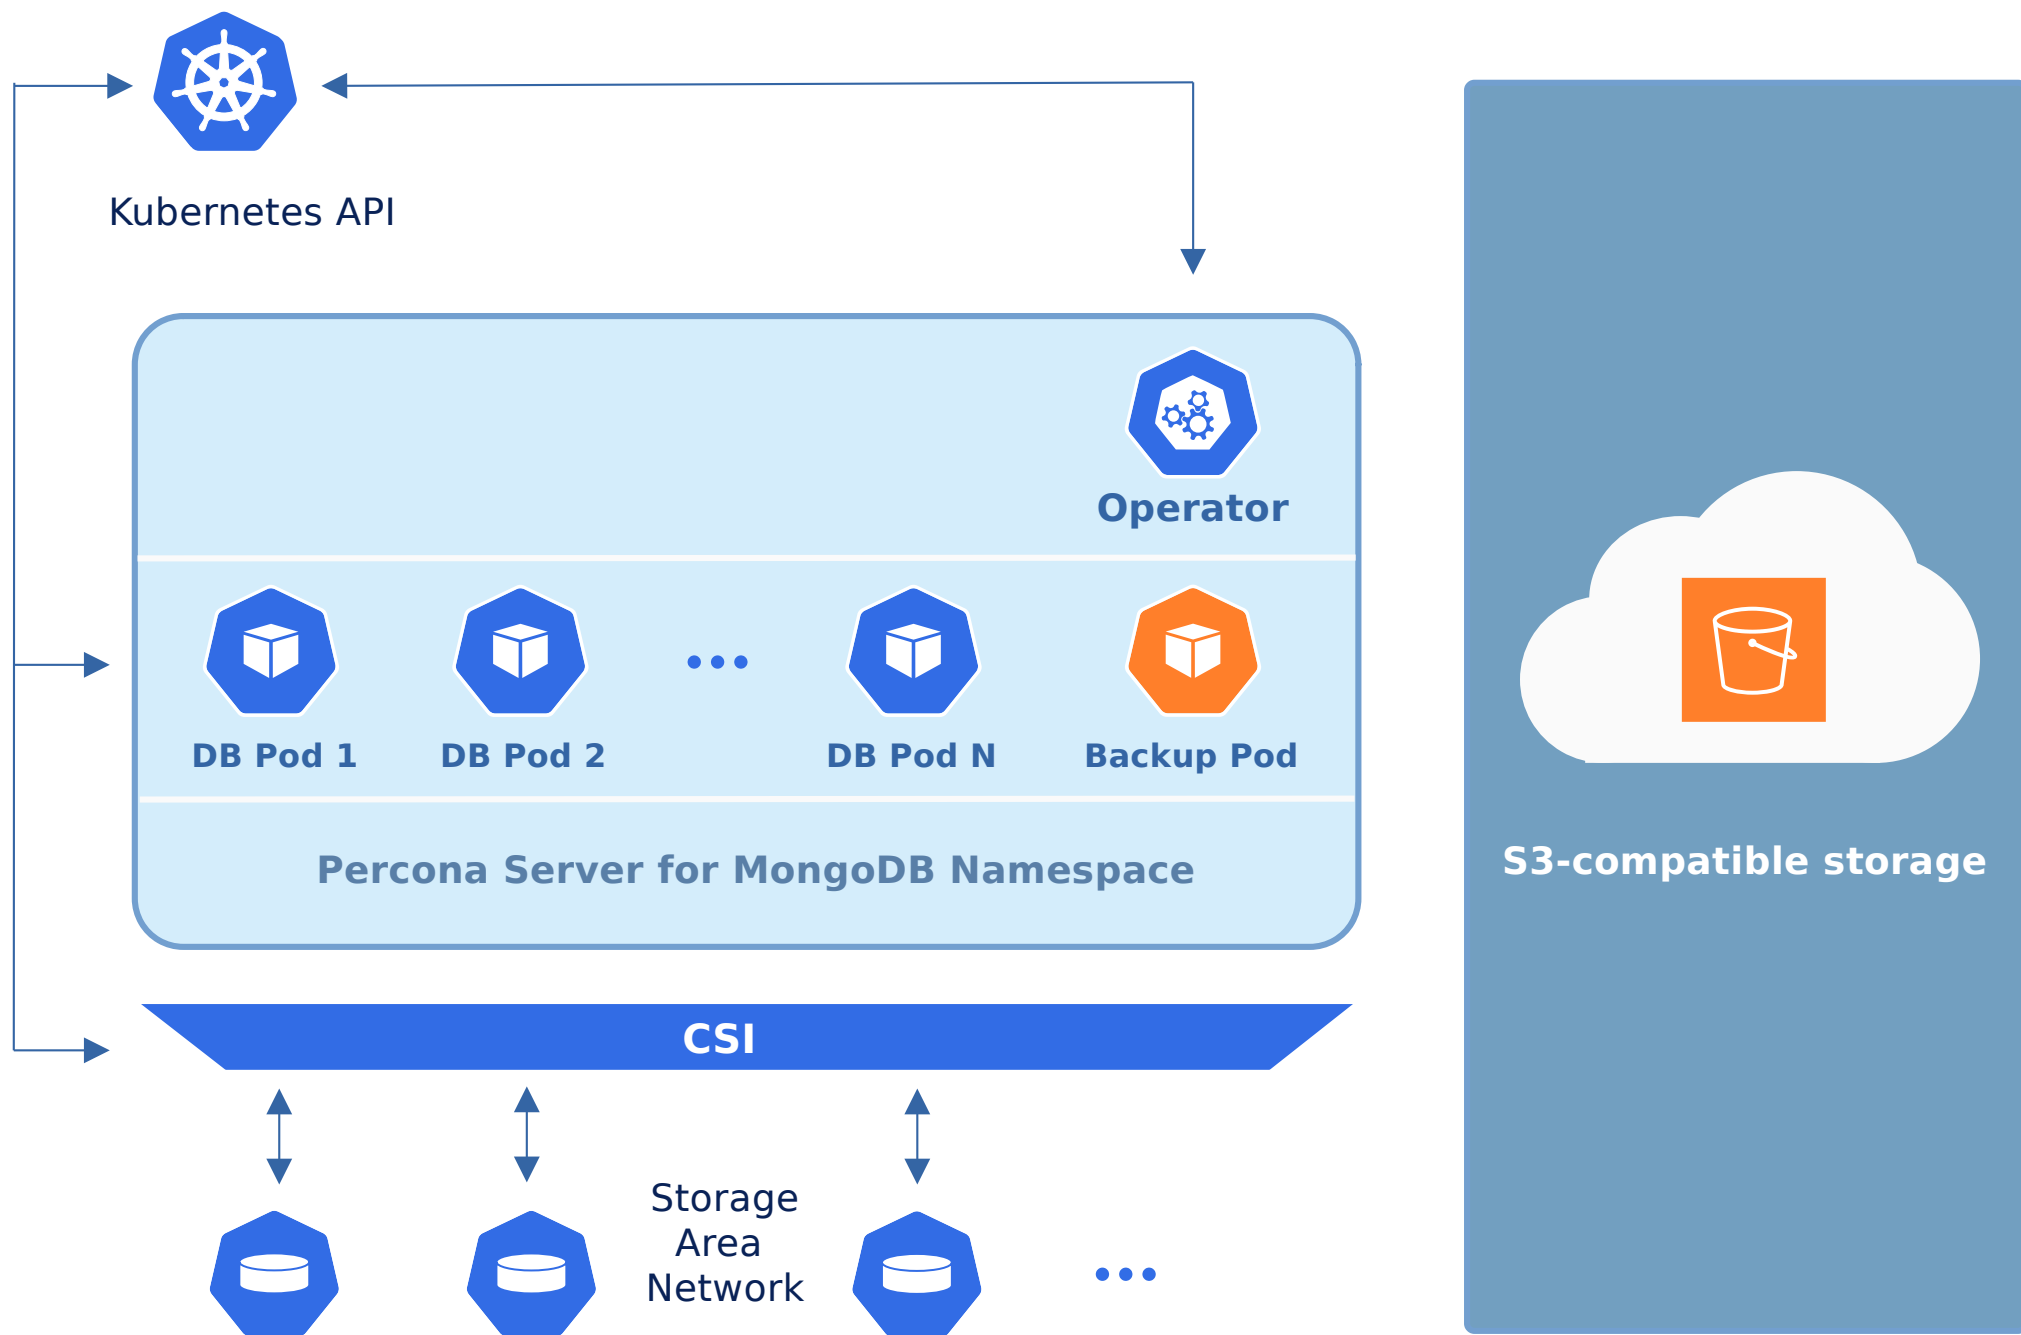 Kubernetes API
Operator
DB Pod 1
DB Pod 2
DB Pod N
Backup Pod
Percona Server for MongoDB Namespace
CSI
Storage
Area
Network
S3-compatible storage